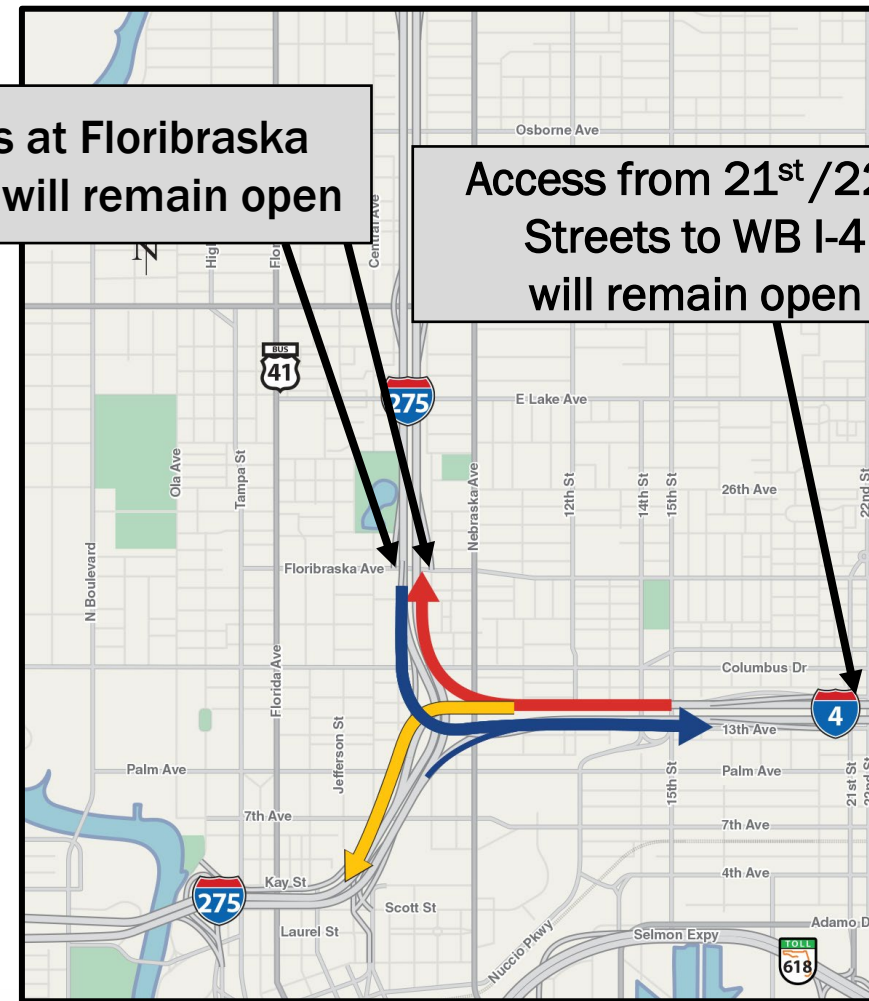 s at Floribraska
will remain open
Access from 21st /22
Streets to WB I-4
will remain open
Osborne Ave
Central Ave
N
BUS
41
275
E Lake Ave
Ola Ave
Tampa St
Nebraska Ave
12th St
14th St
15th St
26th Ave
22nd St
N Boulevard
Floribraska Ave
Florida Ave
Columbus Dr
4
13th Ave
Jefferson St
Palm Ave
15th St
Palm Ave
21st St
22nd St
7th Ave
7th Ave
Kay St
4th Ave
275
Scott St
Laurel St
Nuccio Pkwy
Selmon Expy
Adamo D
TOLL
618